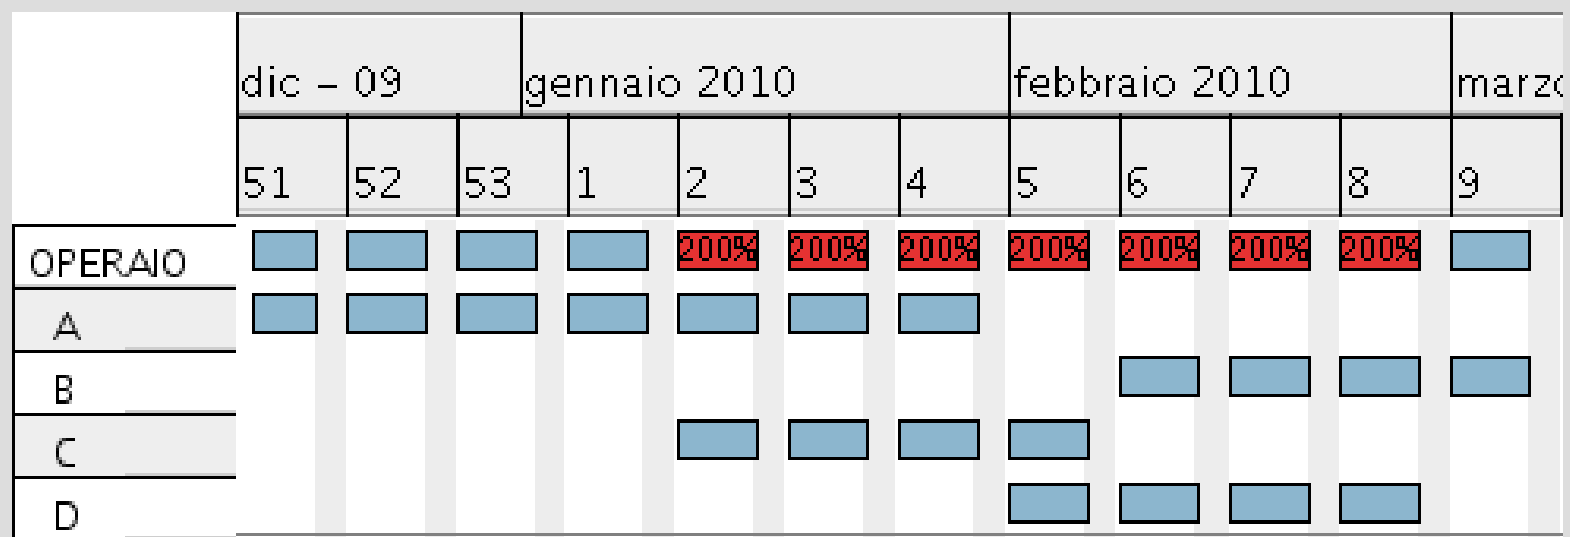 dic – 09 gennaio 2010 febbraio 2010
51 52 53 1 2 3 4 5 6 7 8 9
OPERAIO 200% 200% 200% 200% 200% 200% 200%
A
B
C
D